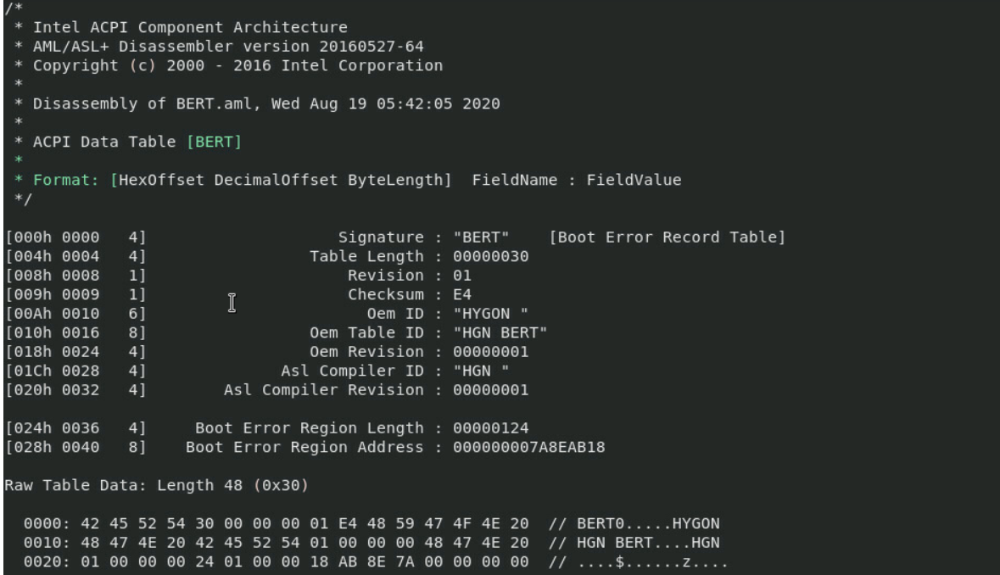 /*
 * Intel ACPI Component Architecture
 * AML/ASL+ Disassembler version 20160527-64
 * Copyright (c) 2000 - 2016 Intel Corporation
 *
 * Disassembly of BERT.aml, Wed Aug 19 05:42:05 2020
 *
 * ACPI Data Table [BERT]
 *
 * Format: [HexOffset DecimalOffset ByteLength]  FieldName : FieldValue
 */

[000h 0000   4]                    Signature : "BERT"    [Boot Error Record Table]
[004h 0004   4]                 Table Length : 00000030
[008h 0008   1]                     Revision : 01
[009h 0009   1]                     Checksum : E4
[00Ah 0010   6]                       Oem ID : "HYGON "
[010h 0016   8]                 Oem Table ID : "HGN BERT"
[018h 0024   4]                 Oem Revision : 00000001
[01Ch 0028   4]              Asl Compiler ID : "HGN "
[020h 0032   4]        Asl Compiler Revision : 00000001

[024h 0036   4]     Boot Error Region Length : 00000124
[028h 0040   8]    Boot Error Region Address : 000000007A8EAB18

Raw Table Data: Length 48 (0x30)

  0000: 42 45 52 54 30 00 00 00 01 E4 48 59 47 4F 4E 20  // BERT0.....HYGON
  0010: 48 47 4E 20 42 45 52 54 01 00 00 00 48 47 4E 20  // HGN BERT....HGN
  0020: 01 00 00 00 24 01 00 00 18 AB 8E 7A 00 00 00 00  // ....$......z....